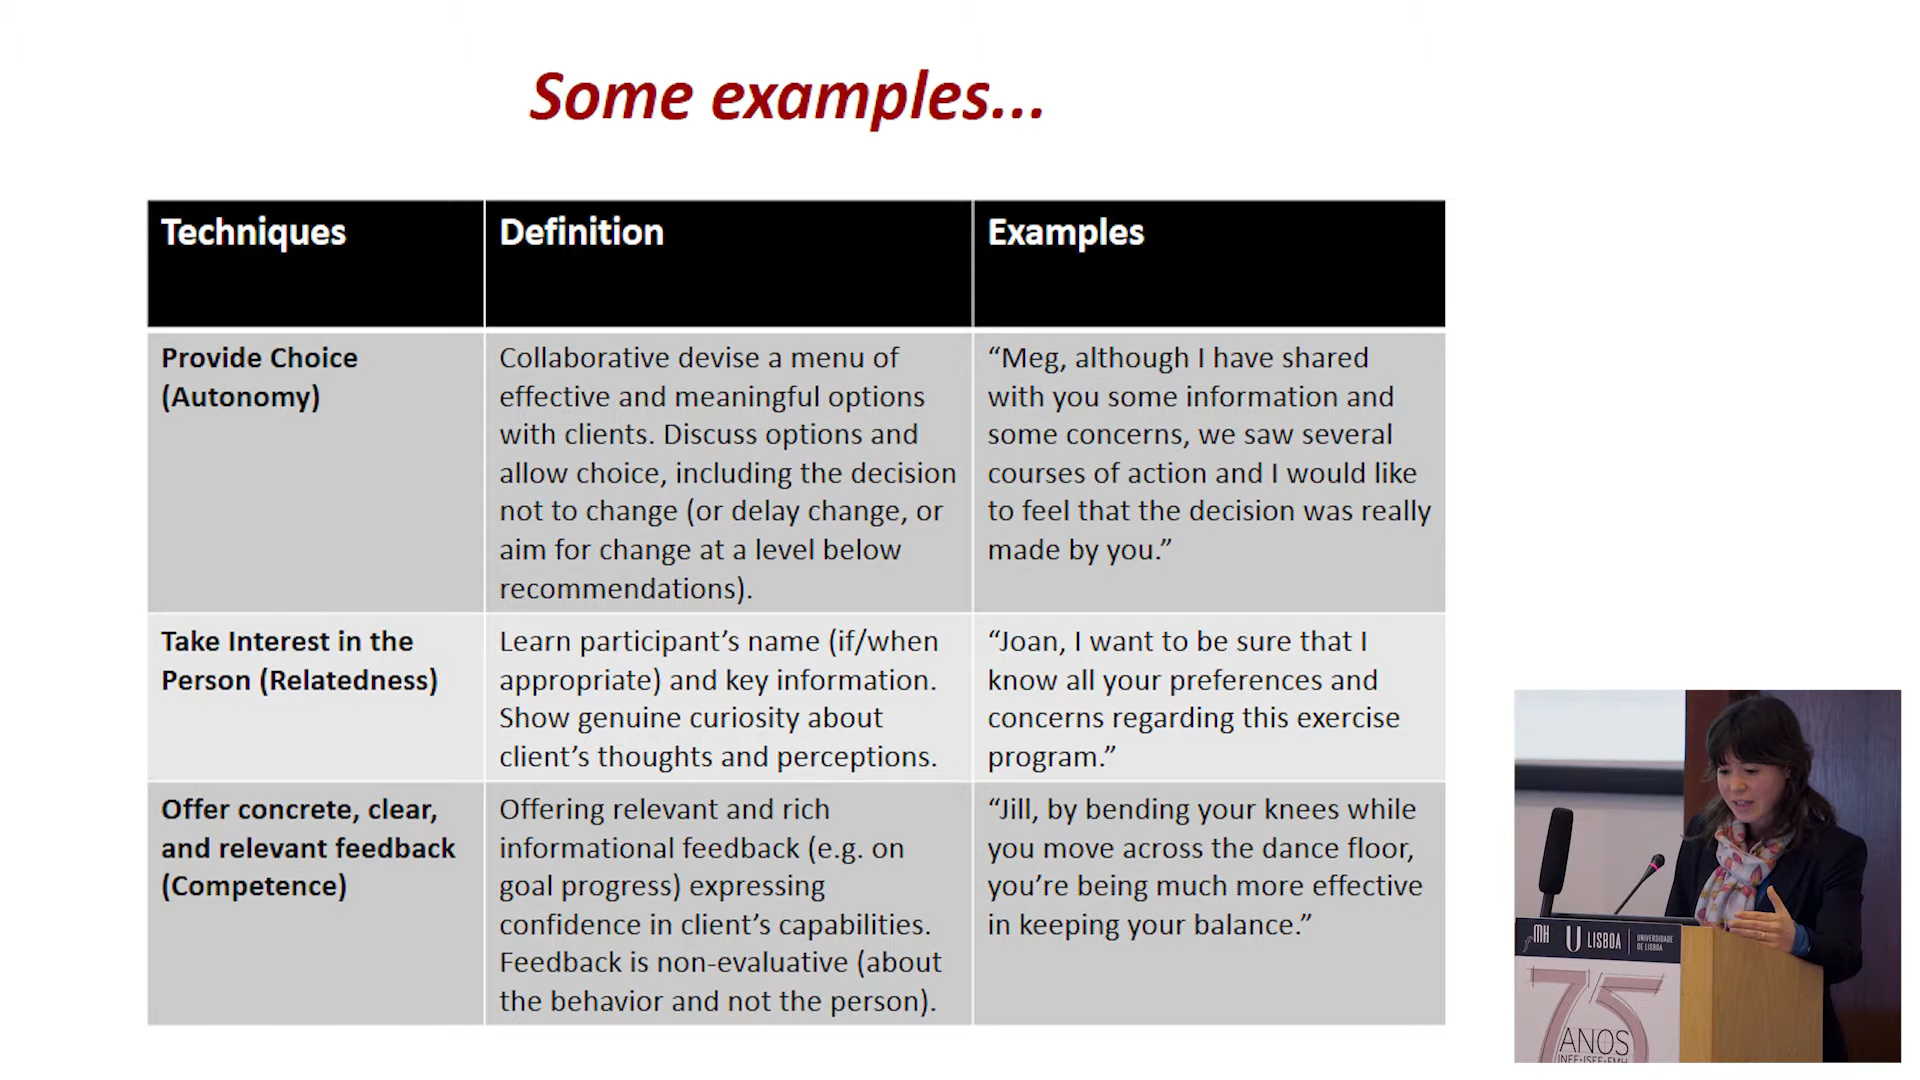 Some examples...
Techniques
Definition
Examples
Provide Choice
(Autonomy)
Collaborative devise a menu of
effective and meaningful options
with clients. Discuss options and
allow choice, including the decision
not to change (or delay change, or
aim for change at a level below
recommendations).
“Meg, although I have shared
with you some information and
some concerns, we saw several
courses of action and I would like
to feel that the decision was really
made by you.”
Take Interest in the
Person (Relatedness)
Learn participant’s name (if/when
appropriate) and key information.
Show genuine curiosity about
client’s thoughts and perceptions.
“Joan, I want to be sure that I
know all your preferences and
concerns regarding this exercise
program.”
Offer concrete, clear,
and relevant feedback
(Competence)
Offering relevant and rich
informational feedback (e.g. on
goal progress) expressing
confidence in client’s capabilities.
Feedback is non-evaluative (about
the behavior and not the person).
“Jill, by bending your knees while
you move across the dance floor,
you’re being much more effective
in keeping your balance.”
fMH
U LISBOA
UNIVERSIDADE
DE LISBOA
75
ANOS
INEF•ISEF•FMH